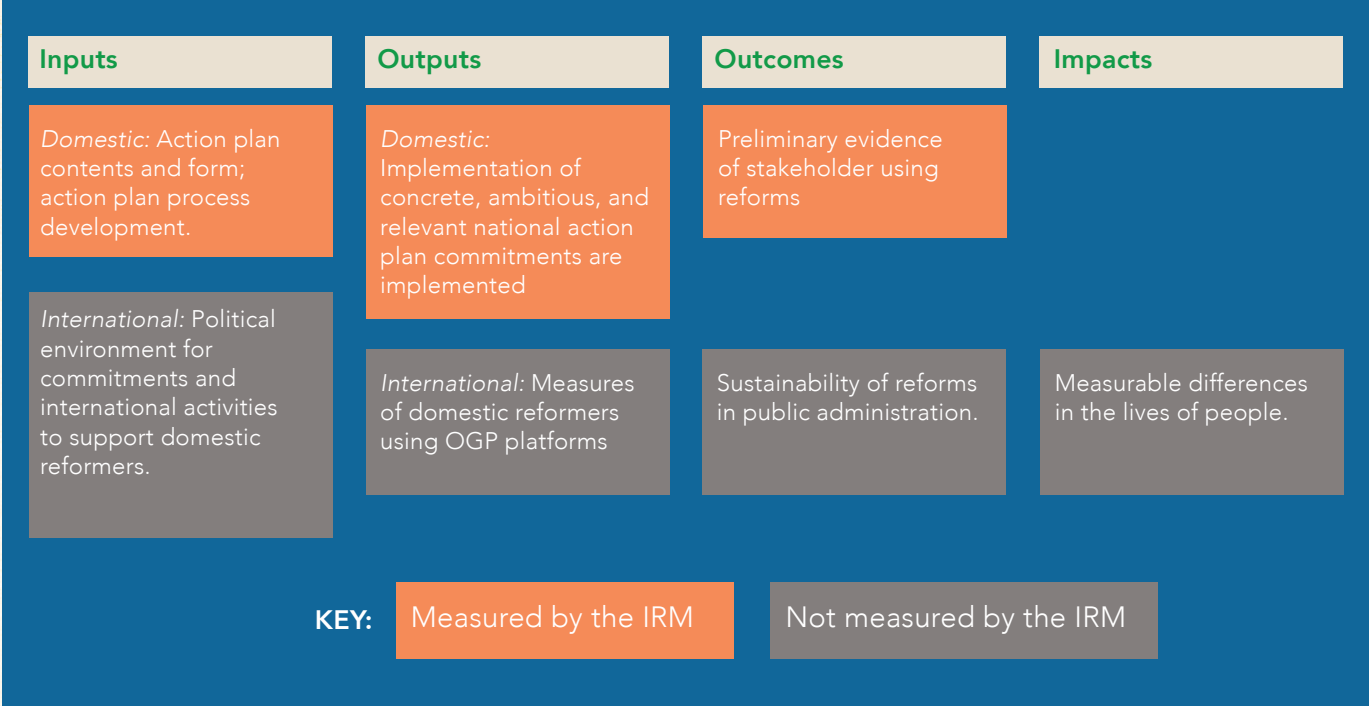 Inputs
Domestic: Action plan
contents and form;
action plan process
development.
International: Political
environment for
commitments and
international activities
to support domestic
reformers.
Outputs
Domestic:
Implementation of
concrete, ambitious, and
relevant national action
plan commitments are
implemented
International: Measures
of domestic reformers
using OGP platforms
Outcomes
Preliminary evidence
of stakeholder using
reforms
Sustainability of reforms
in public administration.
Impacts
Measurable differences
in the lives of people.
KEY:
Measured by the IRM
Not measured by the IRM